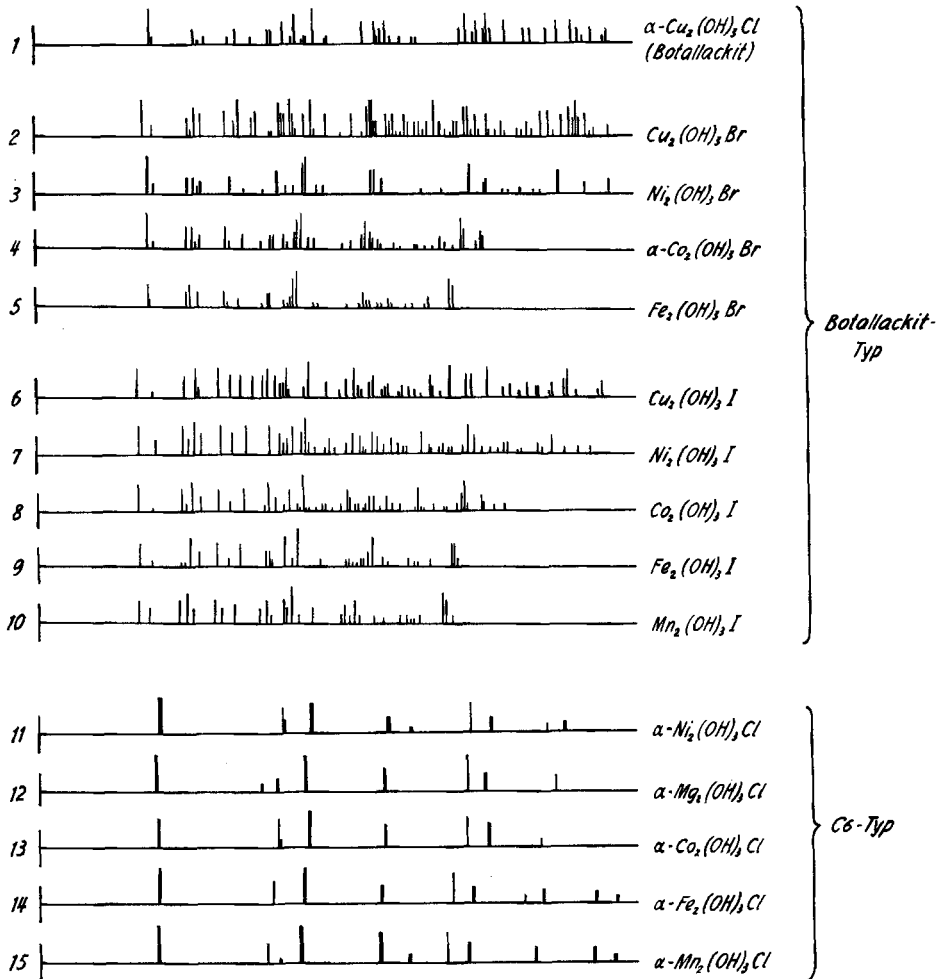 1 α-Cu₂(OH)₃Cl
(Botallackit)
2 Cu₂(OH)₃Br
3 Ni₂(OH)₃Br
4 α-Co₂(OH)₃Br
5 Fe₂(OH)₃Br
6 Cu₂(OH)₃I
7 Ni₂(OH)₃I
8 Co₂(OH)₃I
9 Fe₂(OH)₃I
10 Mn₂(OH)₃I
Botallackit-
Typ
11 α-Ni₂(OH)₃Cl
12 α-Mg₂(OH)₃Cl
13 α-Co₂(OH)₃Cl
14 α-Fe₂(OH)₃Cl
15 α-Mn₂(OH)₃Cl
C6-Typ